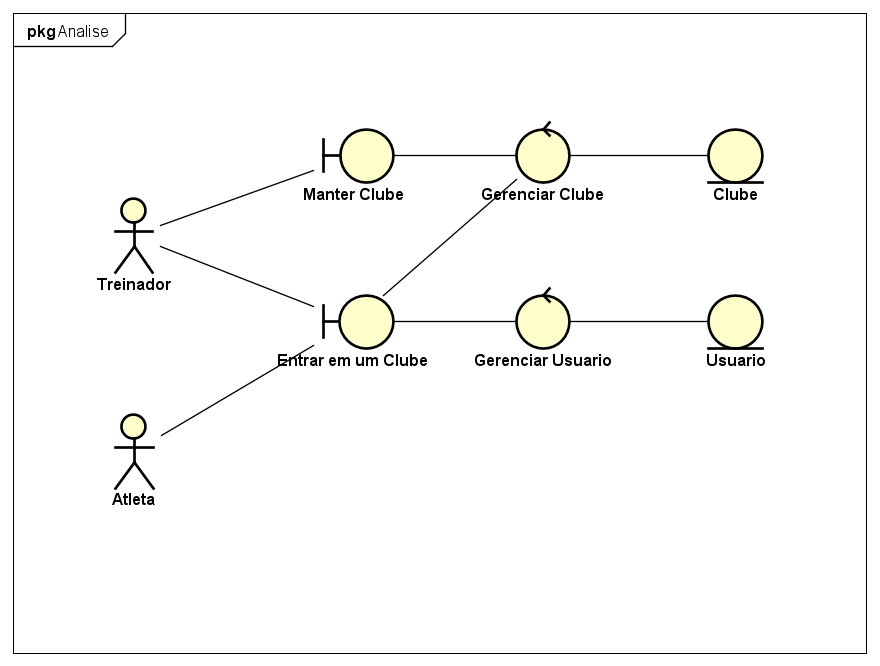 pkg Analise
Manter Clube
Gerenciar Clube
Clube
Treinador
Entrar em um Clube
Gerenciar Usuario
Usuario
Atleta